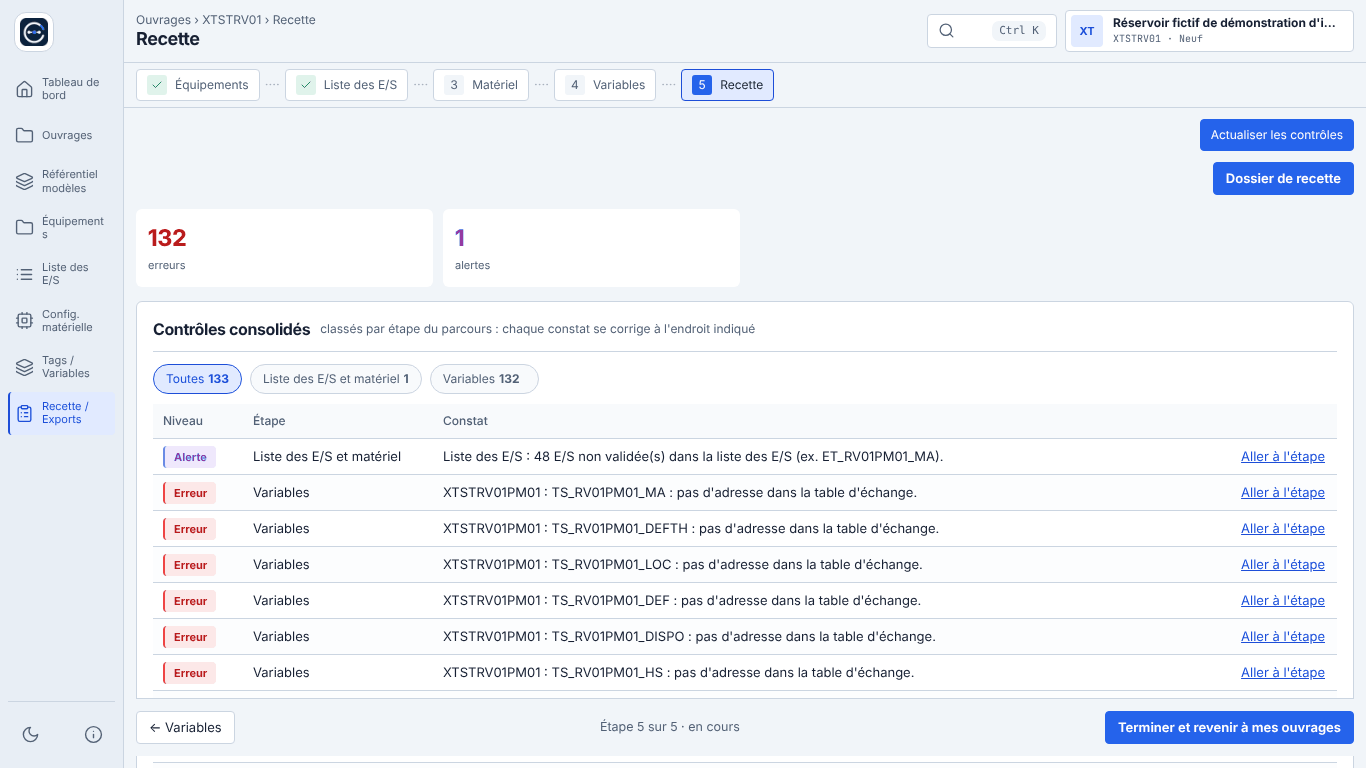 Ouvrages › XTSTRV01 › Recette
Recette
Ctrl K
XT
Réservoir fictif de démonstration d'i…
XTSTRV01 · Neuf
Tableau de
bord
Ouvrages
Référentiel
modèles
Équipement
s
Liste des
E/S
Config.
matérielle
Tags /
Variables
Recette /
Exports
Équipements
Liste des E/S
3 Matériel
4 Variables
5 Recette
Actualiser les contrôles
Dossier de recette
132
erreurs
1
alertes
Contrôles consolidés classés par étape du parcours : chaque constat se corrige à l'endroit indiqué
Toutes 133
Liste des E/S et matériel 1
Variables 132
Niveau Étape Constat
Alerte Liste des E/S et matériel Liste des E/S : 48 E/S non validée(s) dans la liste des E/S (ex. ET_RV01PM01_MA). Aller à l'étape
Erreur Variables XTSTRV01PM01 : TS_RV01PM01_MA : pas d'adresse dans la table d'échange. Aller à l'étape
Erreur Variables XTSTRV01PM01 : TS_RV01PM01_DEFTH : pas d'adresse dans la table d'échange. Aller à l'étape
Erreur Variables XTSTRV01PM01 : TS_RV01PM01_LOC : pas d'adresse dans la table d'échange. Aller à l'étape
Erreur Variables XTSTRV01PM01 : TS_RV01PM01_DEF : pas d'adresse dans la table d'échange. Aller à l'étape
Erreur Variables XTSTRV01PM01 : TS_RV01PM01_DISPO : pas d'adresse dans la table d'échange. Aller à l'étape
Erreur Variables XTSTRV01PM01 : TS_RV01PM01_HS : pas d'adresse dans la table d'échange. Aller à l'étape
← Variables
Étape 5 sur 5 · en cours
Terminer et revenir à mes ouvrages